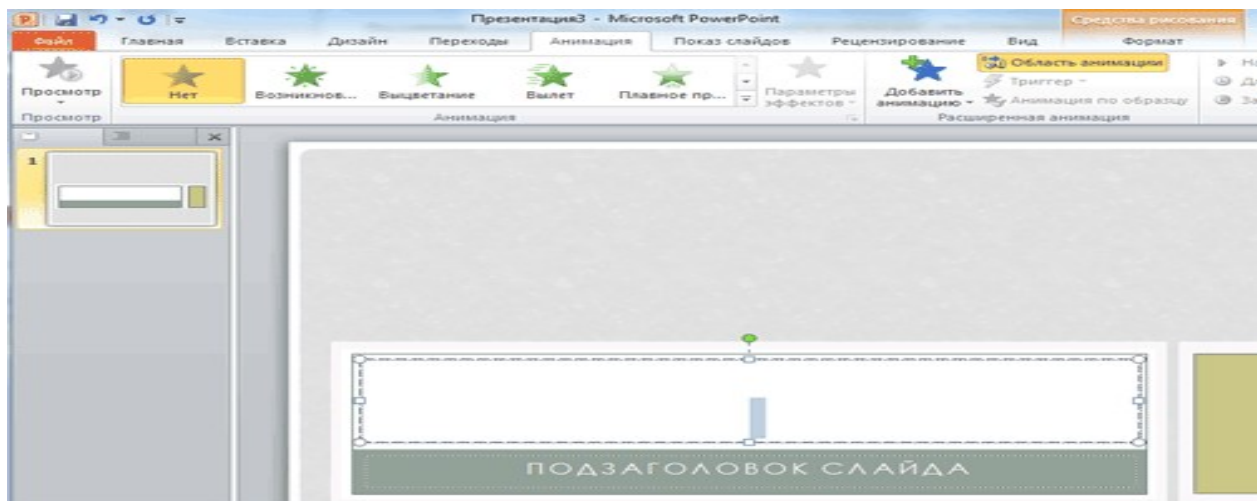 Презентация3 - Microsoft PowerPoint
Средства рисования
Файл Главная Вставка Дизайн Переходы Анимация Показ слайдов Рецензирование Вид Формат
Просмотр Нет Возникнов... Выцветание Вылет Плавное пр... Параметры эффектов Добавить анимацию Область анимации
Триггер
Анимация по образцу
Просмотр Анимация Расширенная анимация
1
ПОДЗАГОЛОВОК СЛАЙДА